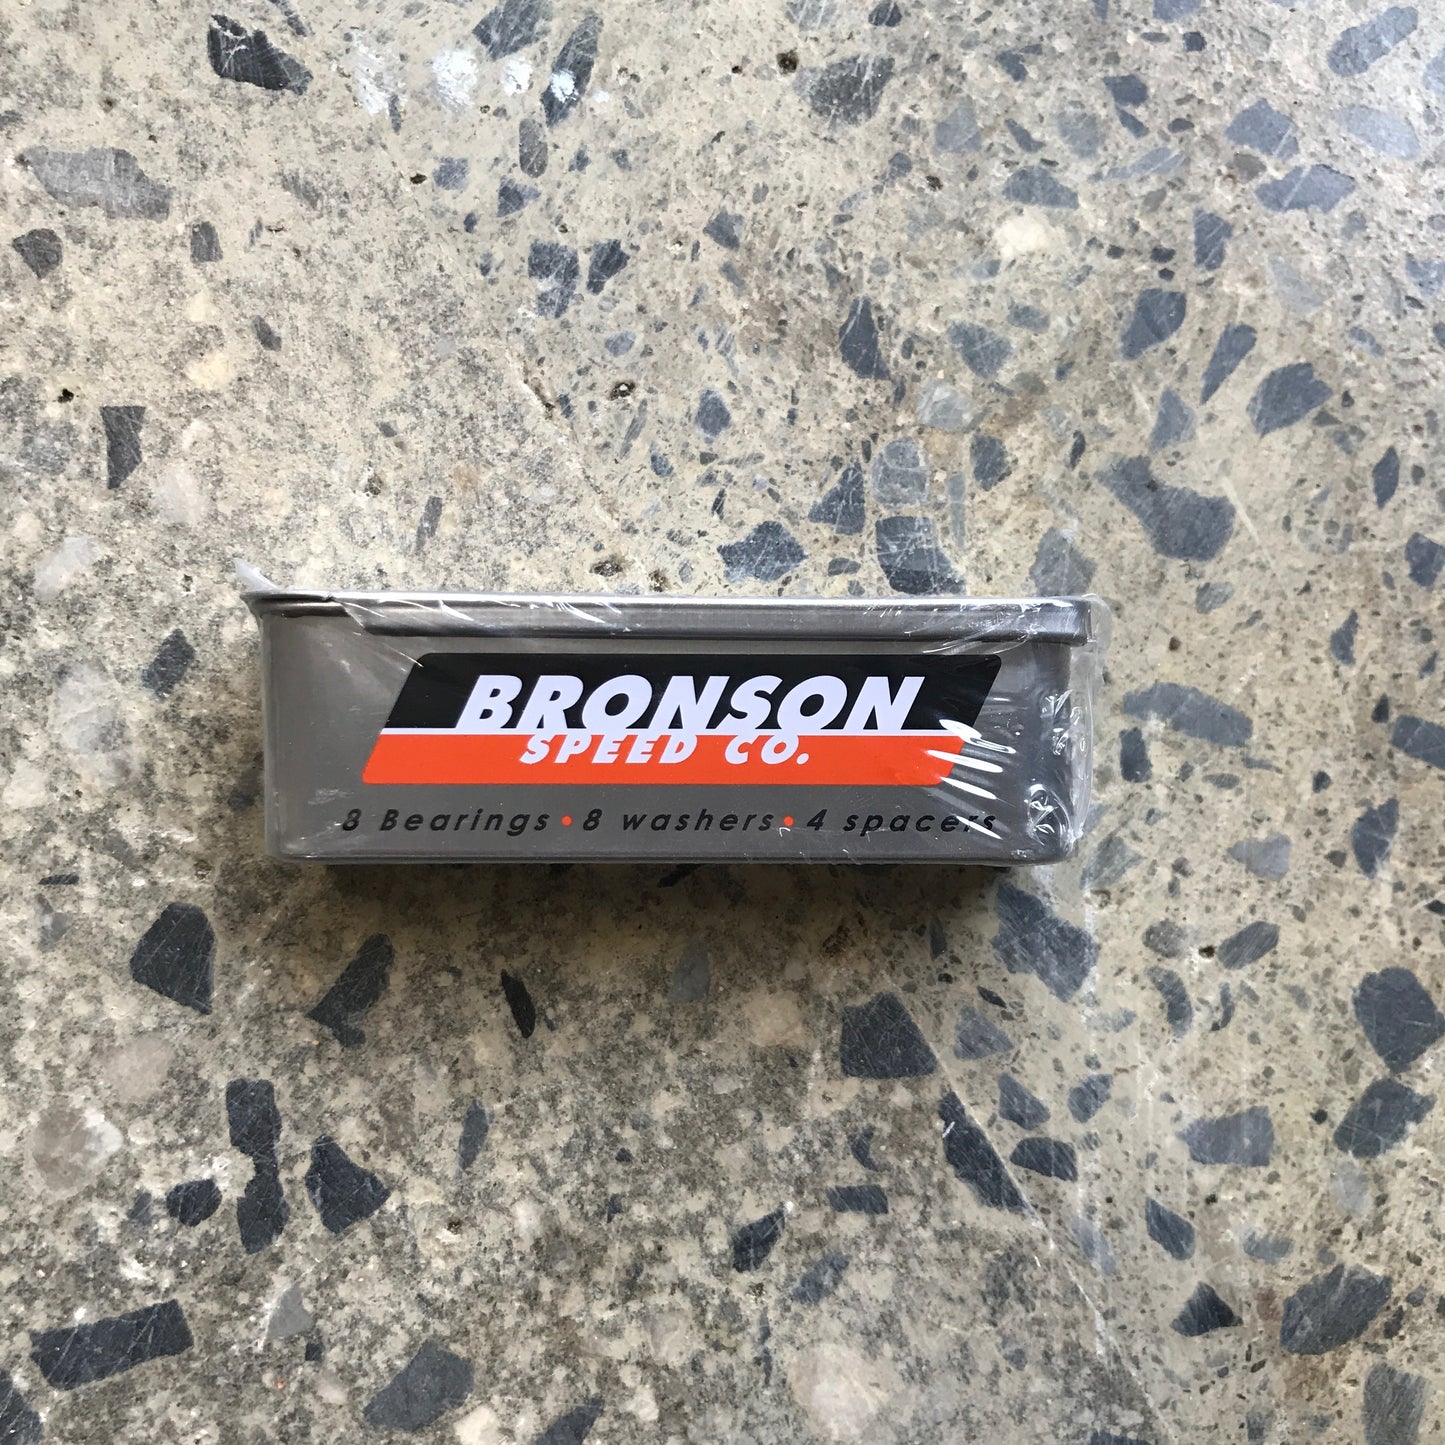 BRONSON
SPEED CO.
8 Bearings • 8 washers • 4 spacers